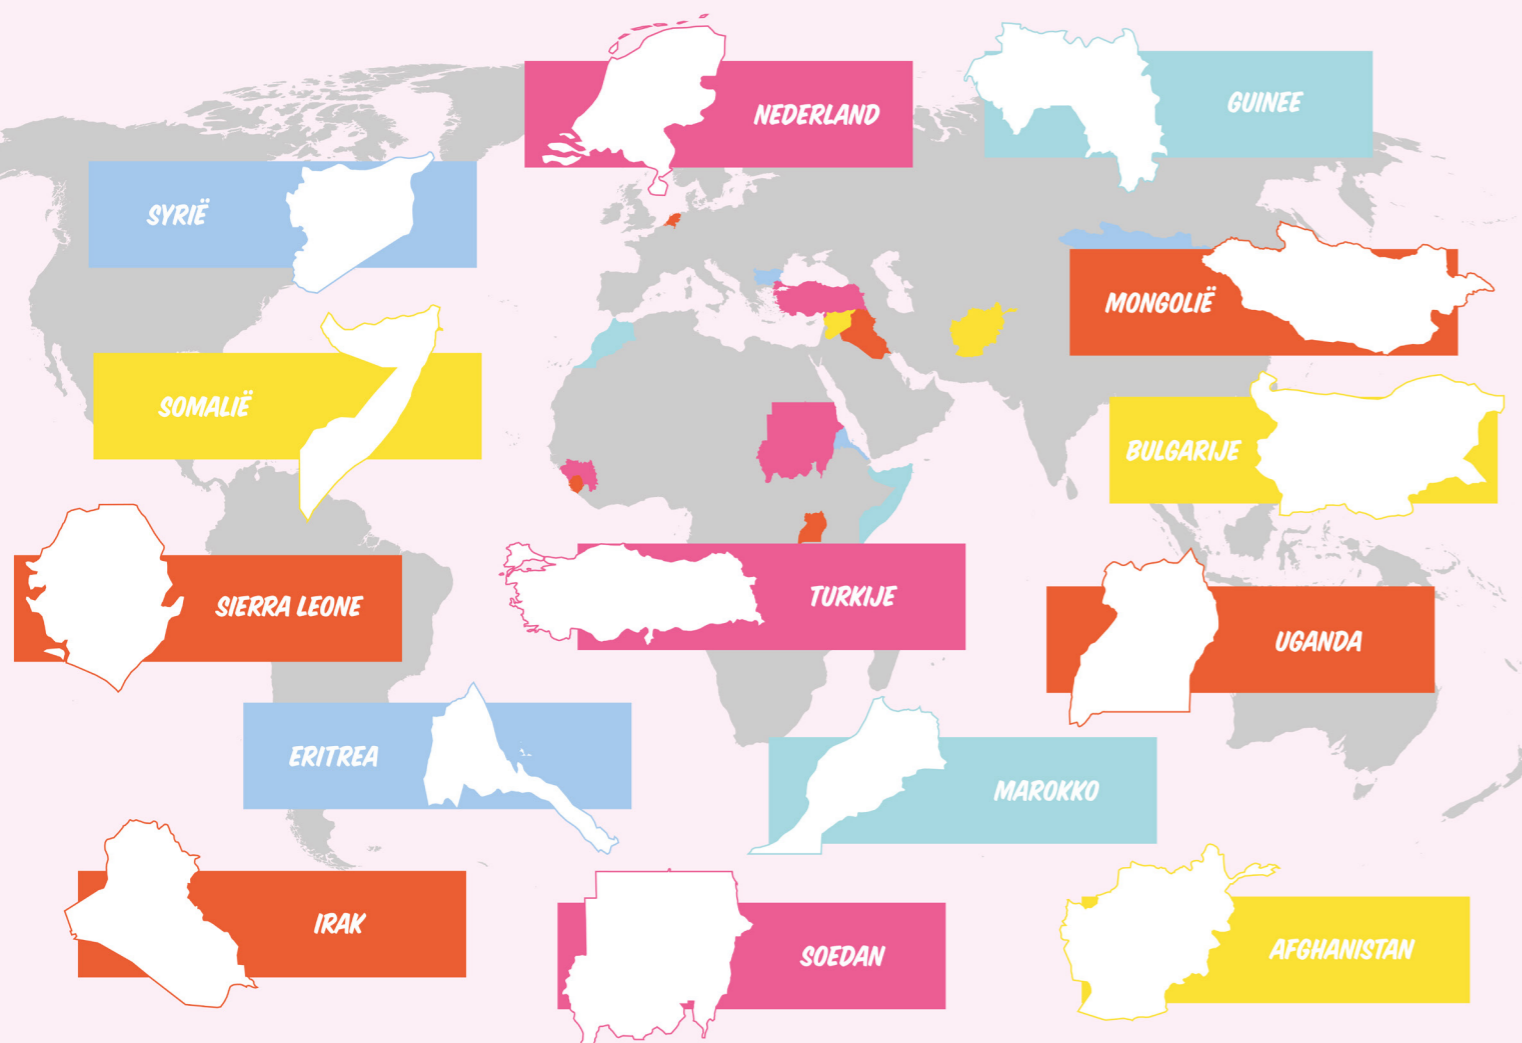 NEDERLAND
GUINEE
SYRIË
MONGOLIË
SOMALIË
BULGARIJE
SIERRA LEONE
TURKIJE
UGANDA
ERITREA
MAROKKO
IRAK
SOEDAN
AFGHANISTAN